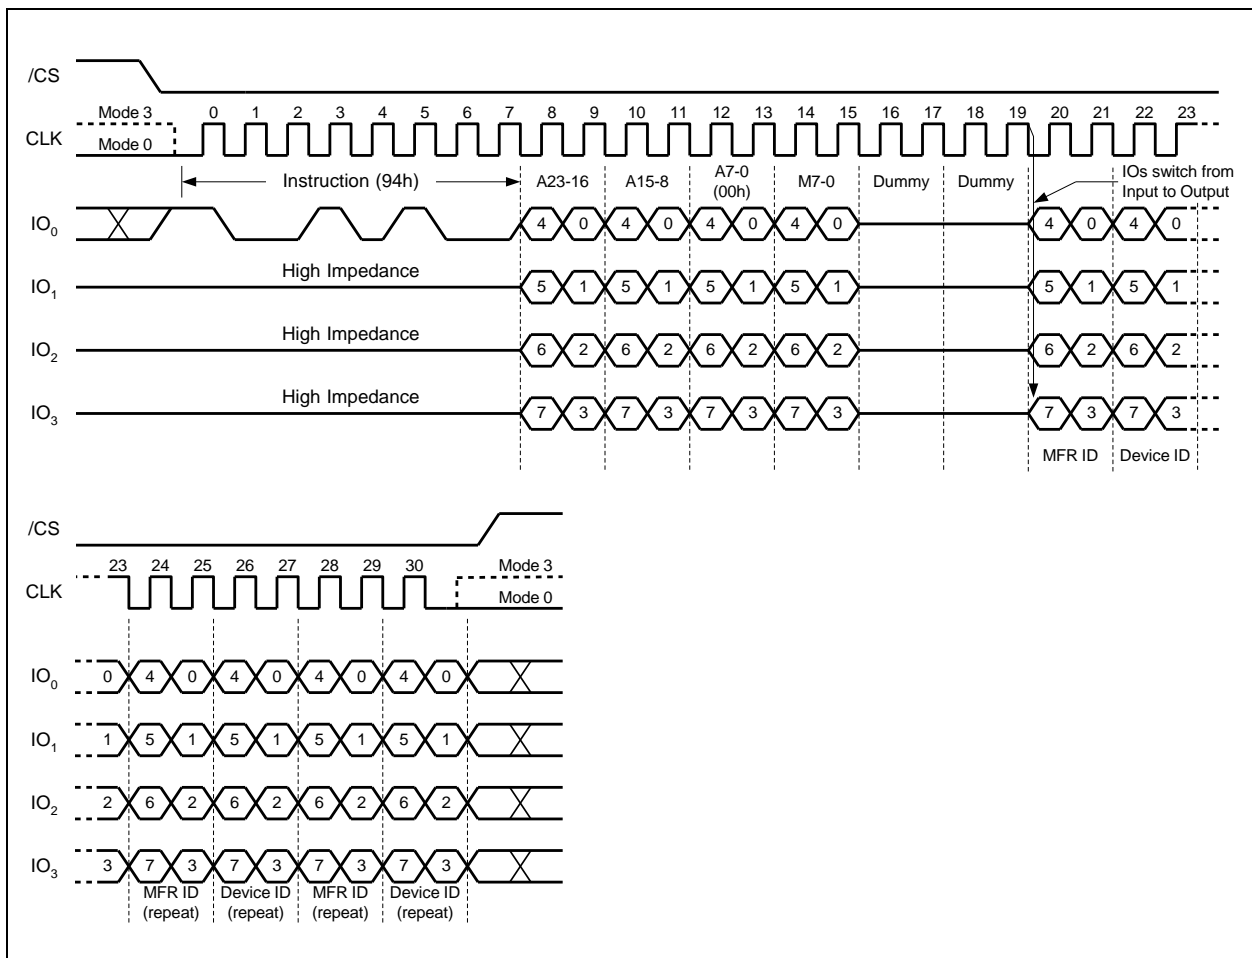 /CS
Mode 3 0 1 2 3 4 5 6 7 8 9 10 11 12 13 14 15 16 17 18 19 20 21 22 23
CLK
Mode 0
Instruction (94h) A23-16 A15-8 A7-0 (00h) M7-0 Dummy Dummy IOs switch from Input to Output
IO0 4 0 4 0 4 0 4 0 4 0 4 0
High Impedance
IO1 5 1 5 1 5 1 5 1 5 1 5 1
High Impedance
IO2 6 2 6 2 6 2 6 2 6 2 6 2
High Impedance
IO3 7 3 7 3 7 3 7 3 7 3 7 3
MFR ID Device ID
/CS
23 24 25 26 27 28 29 30 Mode 3
CLK
Mode 0
IO0 0 4 0 4 0 4 0 4 0
IO1 1 5 1 5 1 5 1 5 1
IO2 2 6 2 6 2 6 2 6 2
IO3 3 7 3 7 3 7 3 7 3
MFR ID Device ID MFR ID Device ID
(repeat) (repeat) (repeat) (repeat)